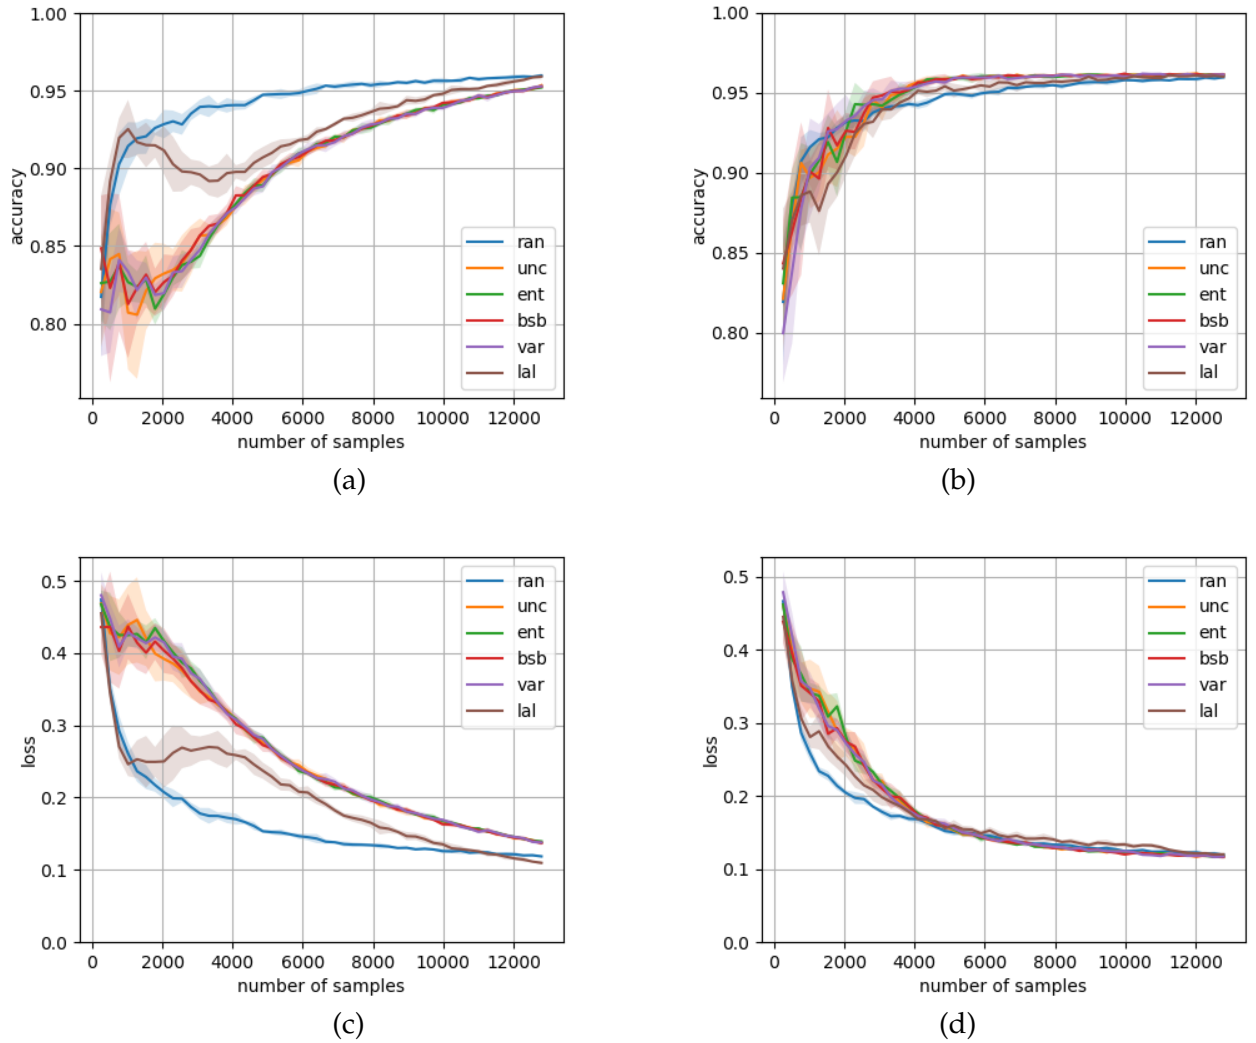 1.00
0.95
0.90
0.85
0.80
accuracy
0 2000 4000 6000 8000 10000 12000
number of samples
ran
unc
ent
bsb
var
lal
(a)
1.00
0.95
0.90
0.85
0.80
accuracy
0 2000 4000 6000 8000 10000 12000
number of samples
ran
unc
ent
bsb
var
lal
(b)
0.5
0.4
0.3
0.2
0.1
0.0
loss
0 2000 4000 6000 8000 10000 12000
number of samples
ran
unc
ent
bsb
var
lal
(c)
0.5
0.4
0.3
0.2
0.1
0.0
loss
0 2000 4000 6000 8000 10000 12000
number of samples
ran
unc
ent
bsb
var
lal
(d)